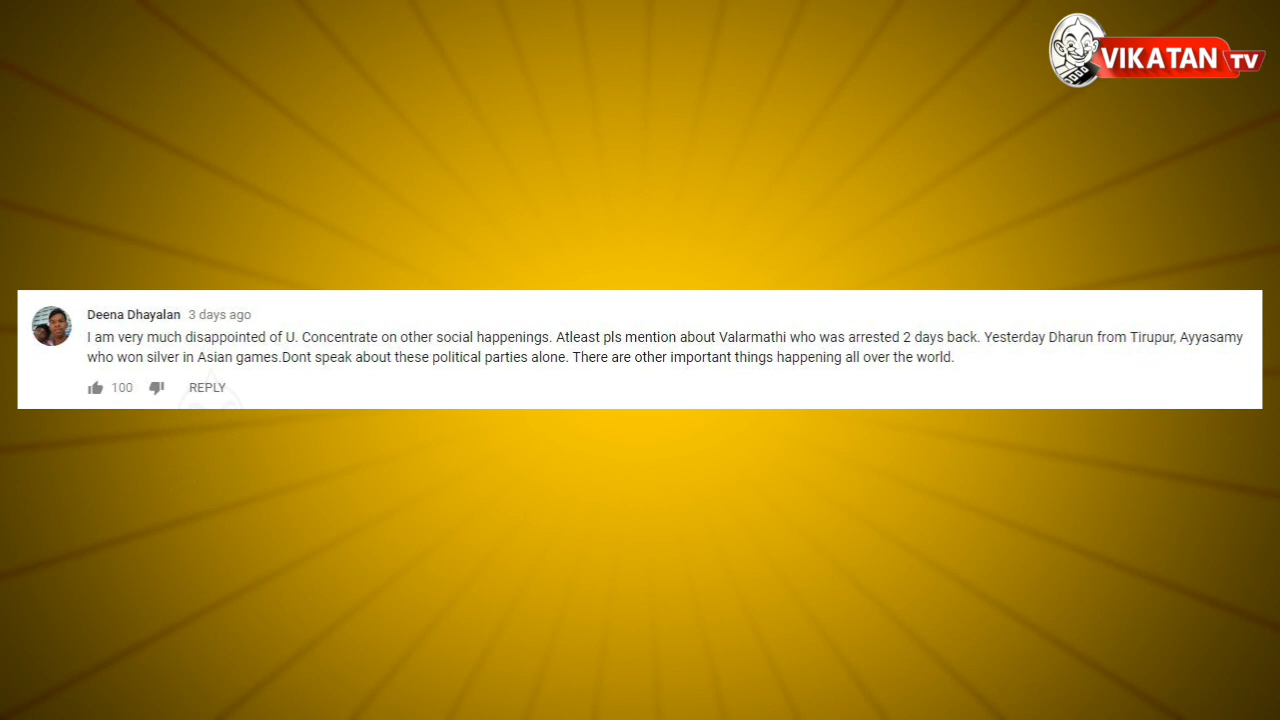 VIKATAN TV
Deena Dhayalan 3 days ago
I am very much disappointed of U. Concentrate on other social happenings. Atleast pls mention about Valarmathi who was arrested 2 days back. Yesterday Dharun from Tirupur, Ayyasamy
who won silver in Asian games.Dont speak about these political parties alone. There are other important things happening all over the world.
100 REPLY